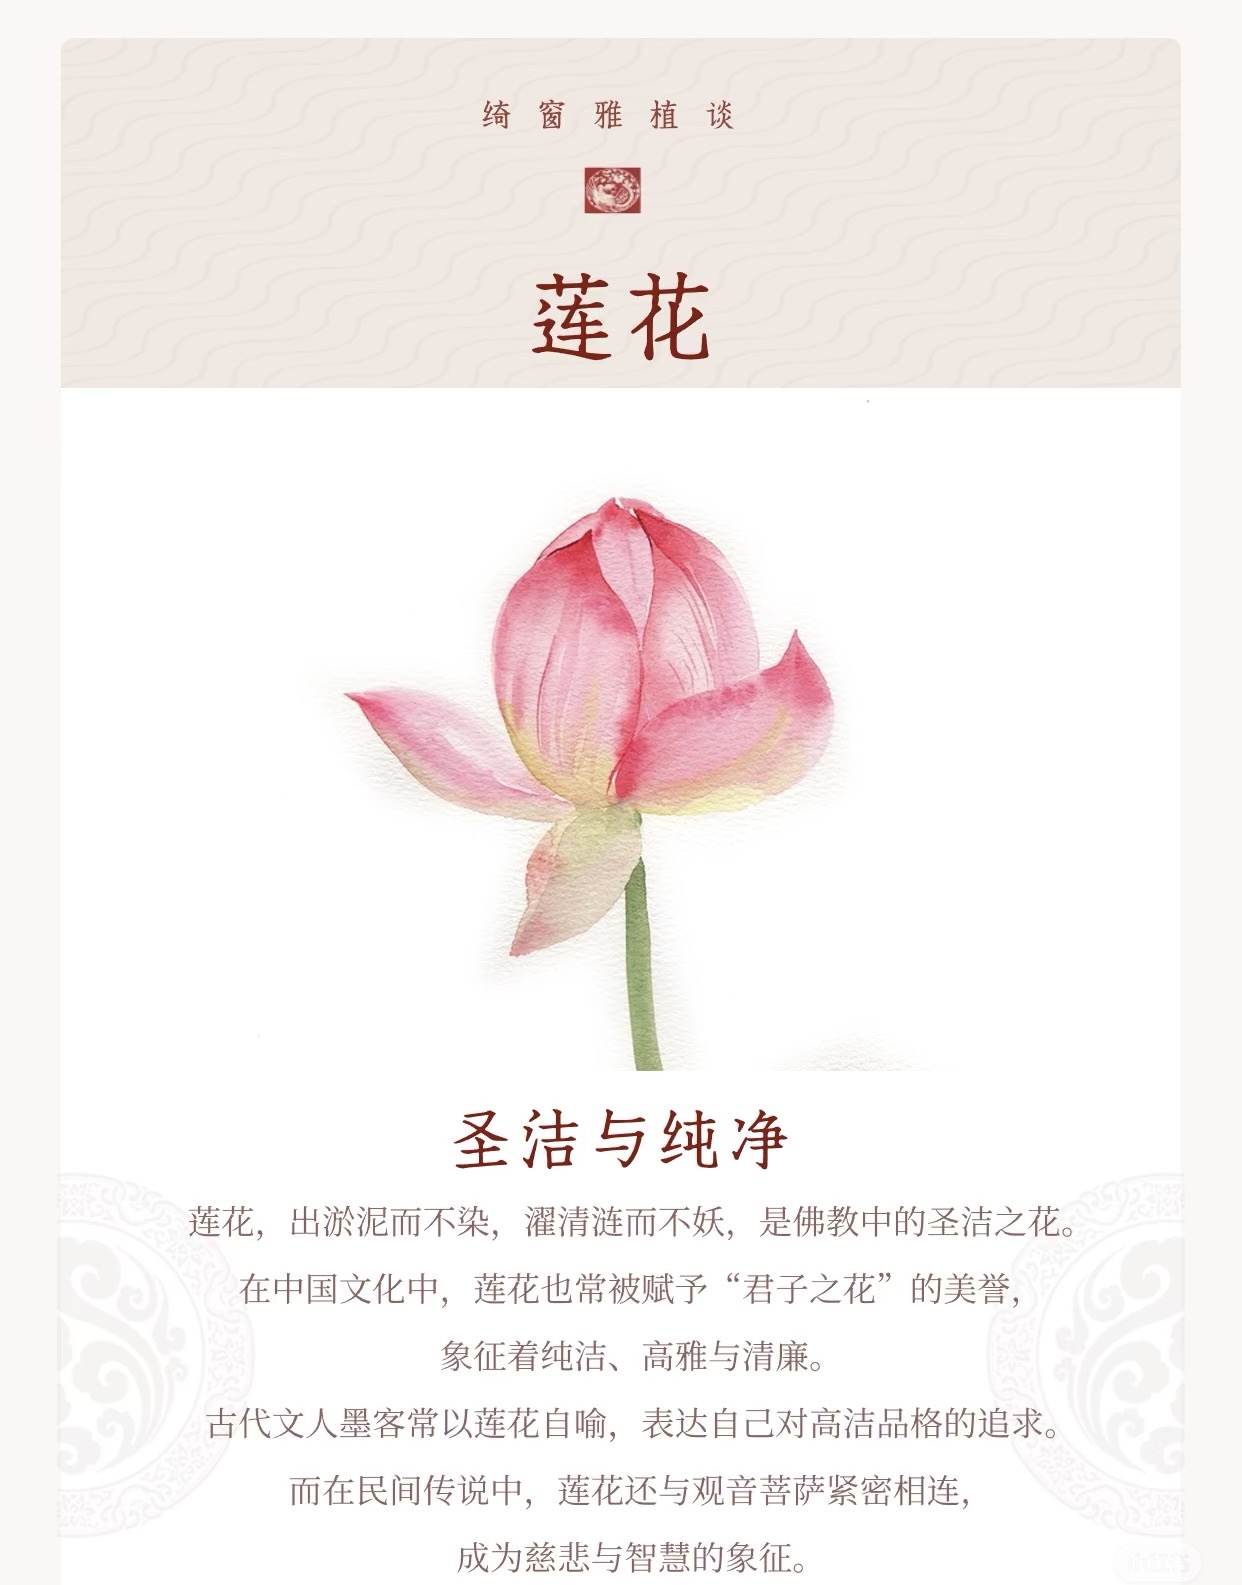 绮窗雅植谈
莲花
圣洁与纯净
莲花，出淤泥而不染，濯清涟而不妖，是佛教中的圣洁之花。
在中国文化中，莲花也常被赋予“君子之花”的美誉，
象征着纯洁、高雅与清廉。
古代文人墨客常以莲花自喻，表达自己对高洁品格的追求。
而在民间传说中，莲花还与观音菩萨紧密相连，
成为慈悲与智慧的象征。